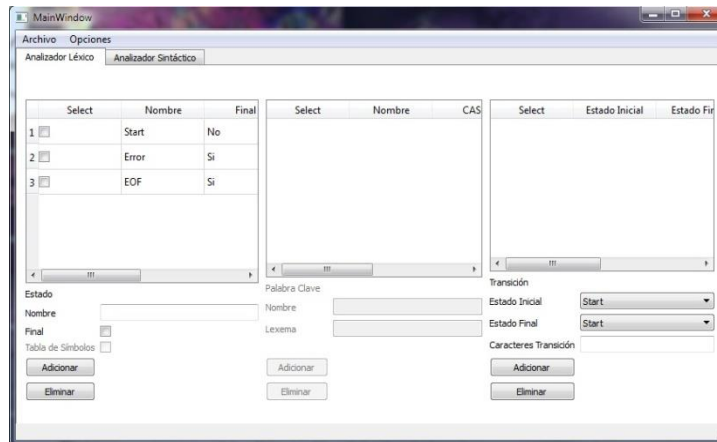 MainWindow
Archivo Opciones
Analizador Léxico Analizador Sintáctico
Select Nombre Final
1 Start No
2 Error Si
3 EOF Si
Estado
Nombre
Final
Tabla de Símbolos
Adicionar
Eliminar
Select Nombre CAS
Palabra Clave
Nombre
Lexema
Adicionar
Eliminar
Select Estado Inicial Estado Fir
Transición
Estado Inicial Start
Estado Final Start
Caracteres Transición
Adicionar
Eliminar